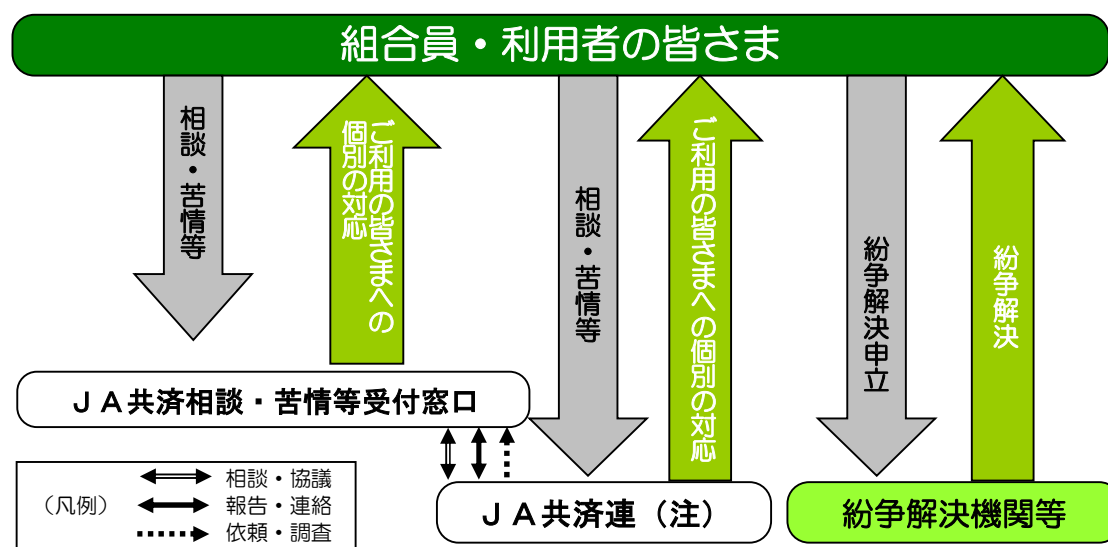 組合員・利用者の皆さま
相談・苦情等
ご利用の皆さまへの
個別の対応
相談・苦情等
ご利用の皆さまへの個別の対応
紛争解決申立
紛争解決
ＪＡ共済相談・苦情等受付窓口
（凡例）
相談・協議
報告・連絡
依頼・調査
ＪＡ共済連（注）
紛争解決機関等